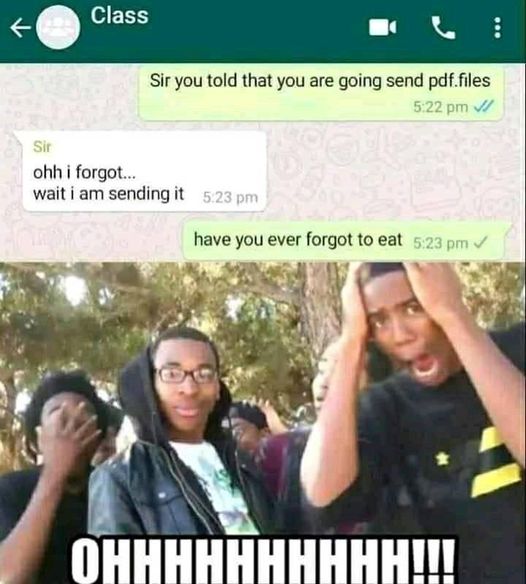 Class
Sir you told that you are going send pdf.files
5:22 pm
Sir
ohh i forgot...
wait i am sending it 5:23 pm
have you ever forgot to eat 5:23 pm
OHHHHHHHHHHH!!!